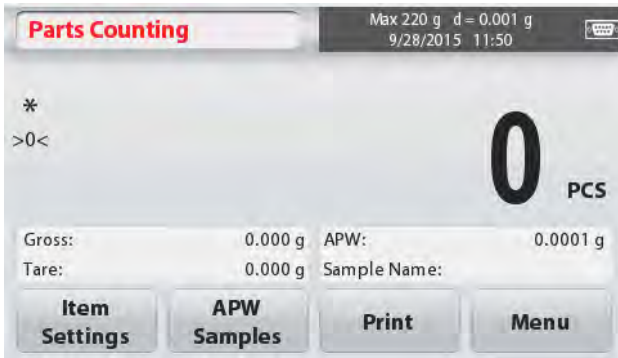 Parts Counting
Max 220 g d = 0.001 g
9/28/2015 11:50
*
>0<
0 PCS
Gross: 0.000 g
APW: 0.0001 g
Tare: 0.000 g
Sample Name:
Item Settings
APW Samples
Print
Menu